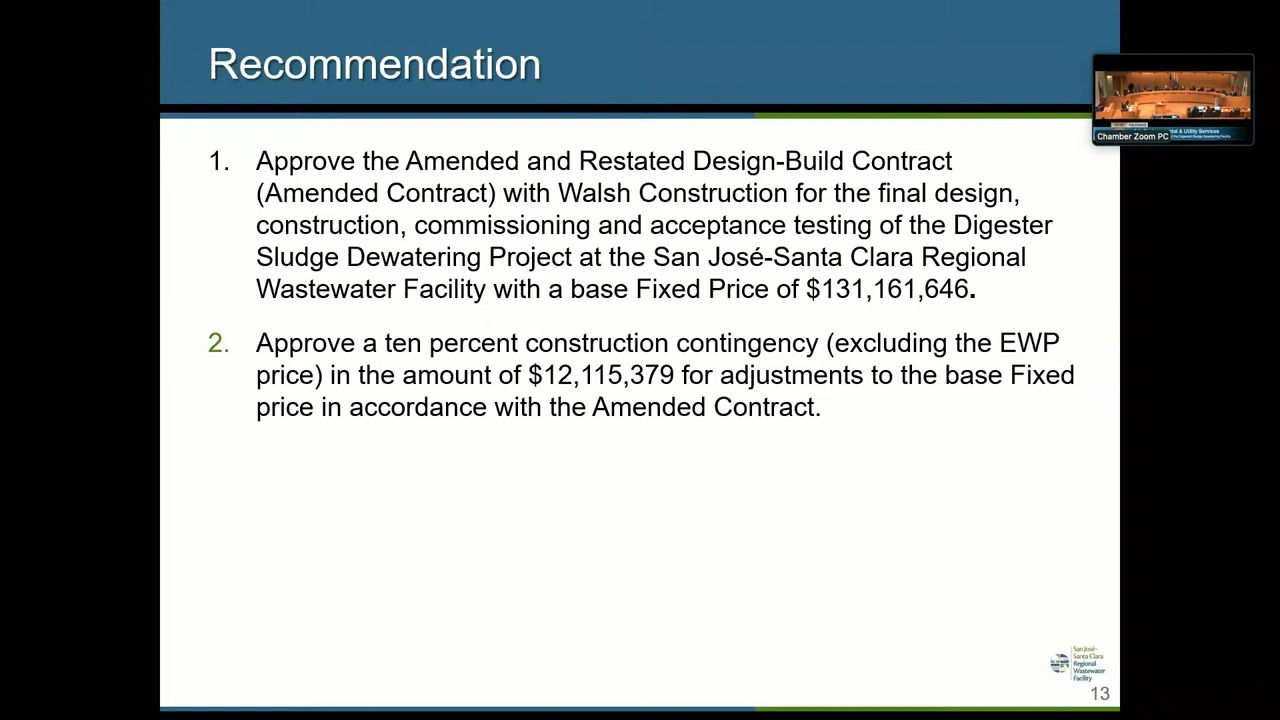 Recommendation
1. Approve the Amended and Restated Design-Build Contract
(Amended Contract) with Walsh Construction for the final design,
construction, commissioning and acceptance testing of the Digester
Sludge Dewatering Project at the San José-Santa Clara Regional
Wastewater Facility with a base Fixed Price of $131,161,646.
2. Approve a ten percent construction contingency (excluding the EWP
price) in the amount of $12,115,379 for adjustments to the base Fixed
price in accordance with the Amended Contract.
Chamber Zoom PC
& Utility Services
San José-
Santa Clara
Regional
Wastewater
Facility
13